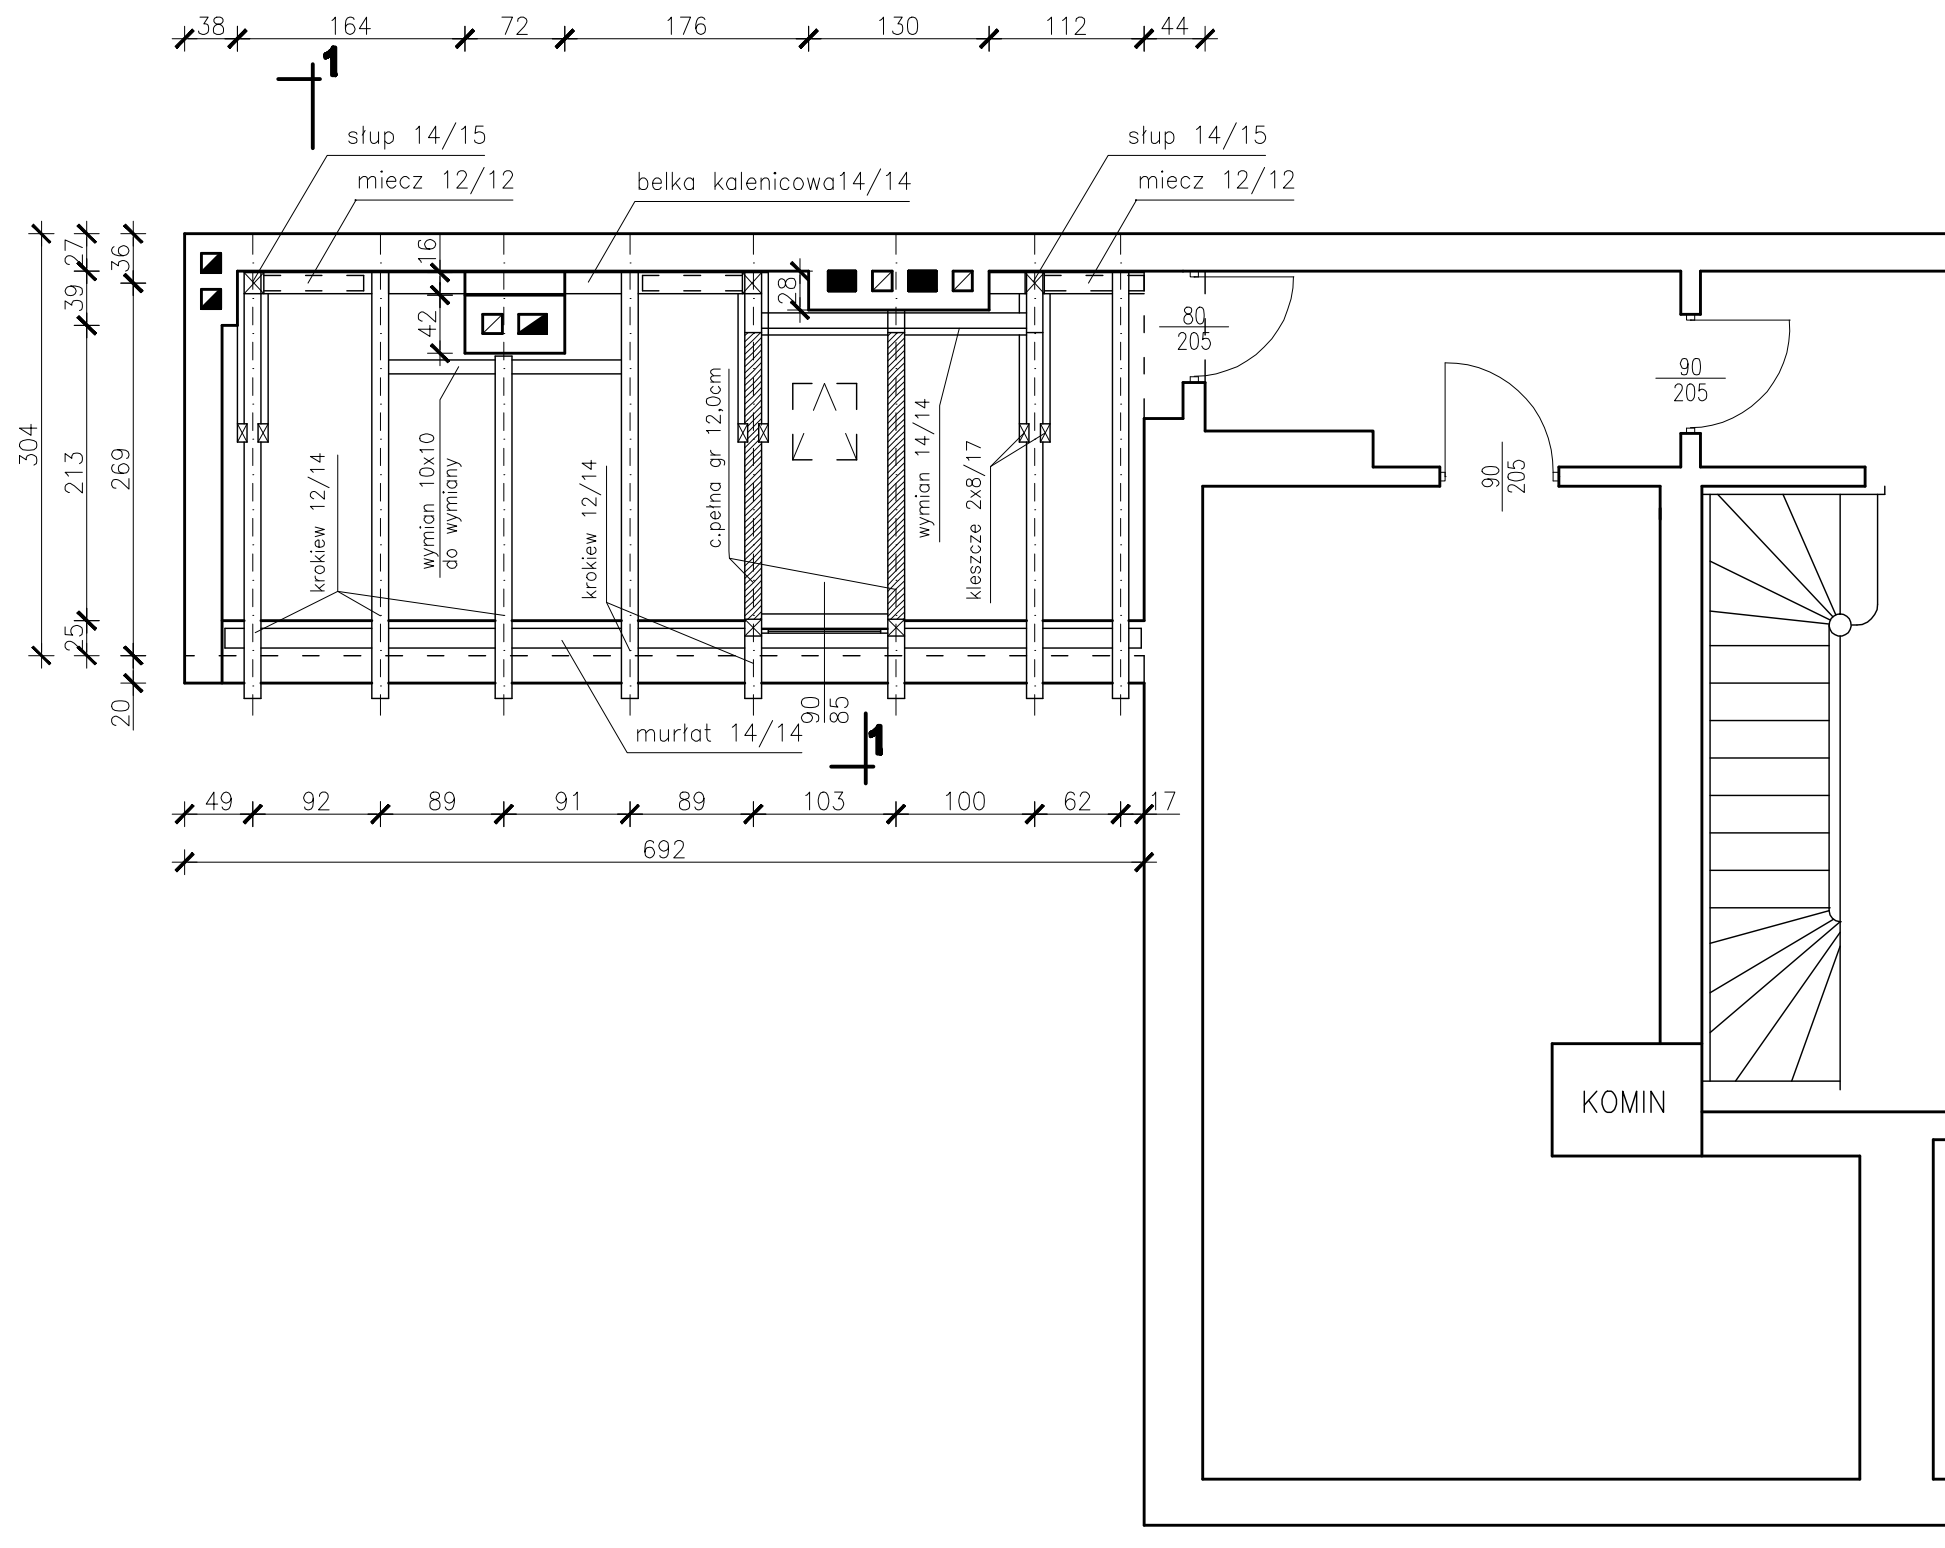 38 164 72 176 130 112 44
1
słup 14/15
słup 14/15
miecz 12/12
belka kalenicowa14/14
miecz 12/12
27
36
16
39
28
42
80
205
90
205
304
213
269
krokiew 12/14
wymian 10x10
do wymiany
krokiew 12/14
c.pełna gr 12,0cm
wymian 14/14
kleszcze 2x8/17
90
205
25
20
90
85
murłat 14/14
1
49 92 89 91 89 103 100 62 17
692
KOMIN